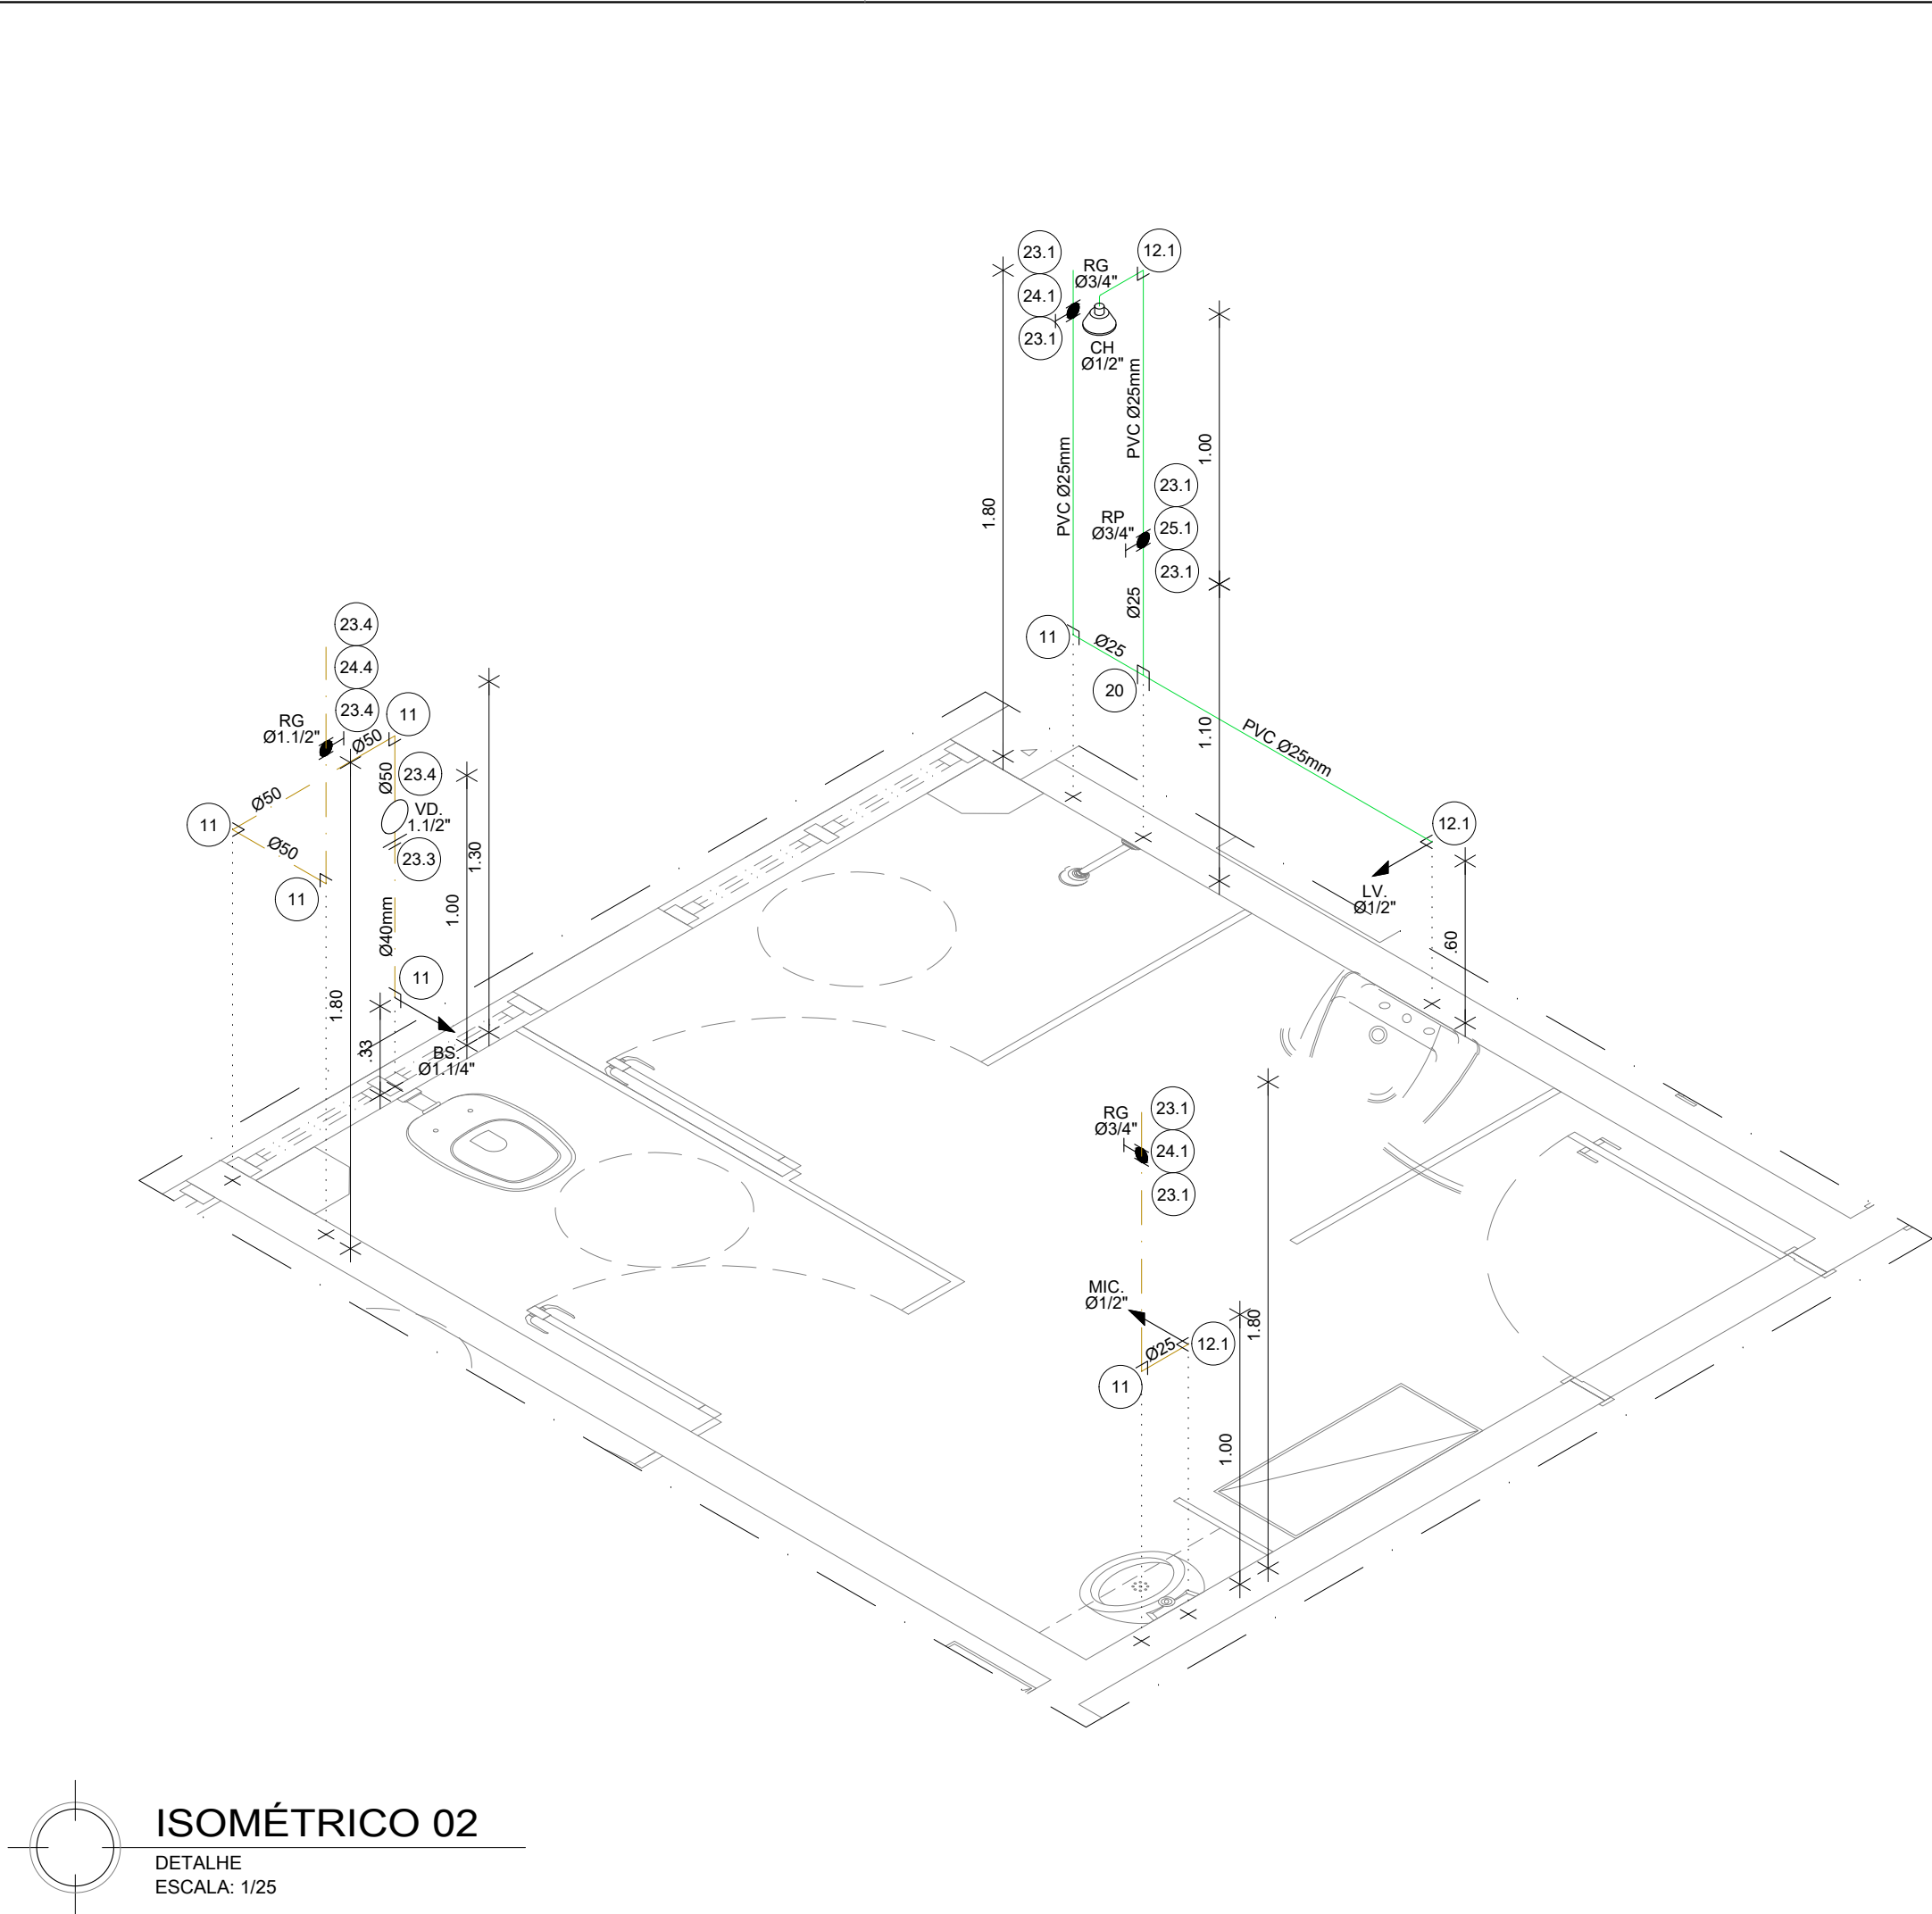 23.1
24.1
23.1
RG
Ø3/4"
12.1
CH
Ø1/2"
PVC Ø25mm
PVC Ø25mm
1.80
1.00
RP
Ø3/4"
23.1
25.1
23.1
Ø25
11
Ø25
20
1.10
PVC Ø25mm
12.1
LV.
Ø1/2"
.60
23.4
24.4
23.4
RG
Ø1.1/2"
11
Ø50
Ø50
23.4
VD.
1.1/2"
23.3
Ø50
11
Ø50
11
Ø40mm
11
1.80
.33
1.00
1.30
BS.
Ø1.1/4"
RG
Ø3/4"
23.1
24.1
23.1
MIC.
Ø1/2"
Ø25
12.1
11
1.80
1.00
ISOMÉTRICO 02
DETALHE
ESCALA: 1/25